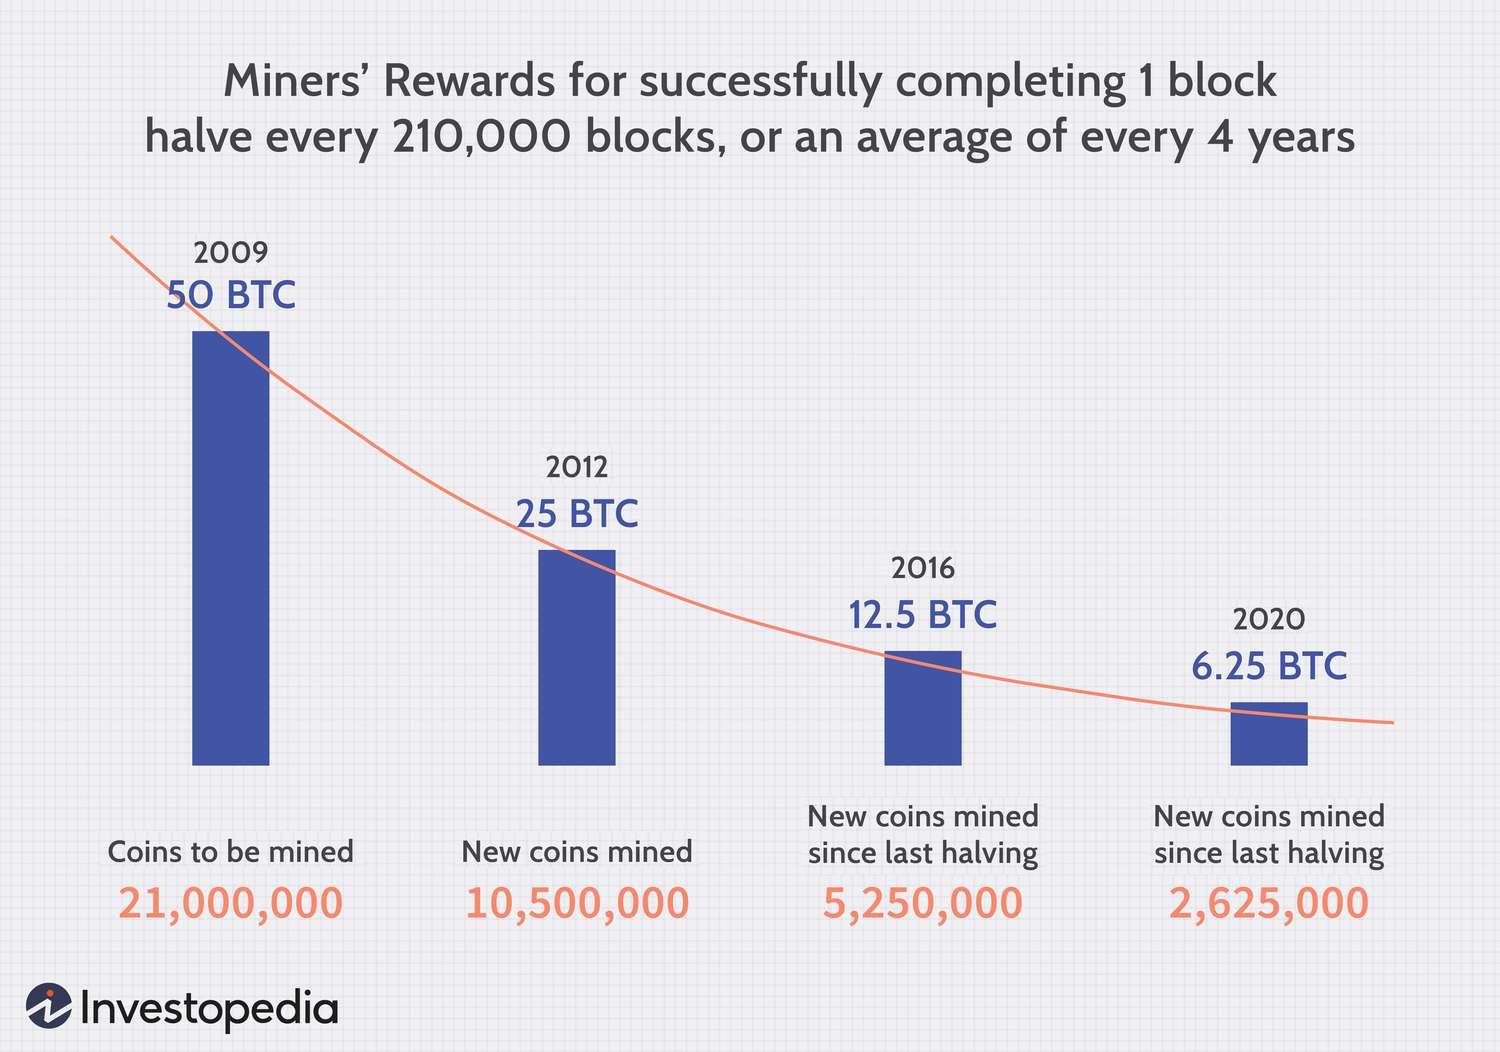 Miners’ Rewards for successfully completing 1 block
halve every 210,000 blocks, or an average of every 4 years
2009
50 BTC
2012
25 BTC
2016
12.5 BTC
2020
6.25 BTC
Coins to be mined
21,000,000
New coins mined
10,500,000
New coins mined
since last halving
5,250,000
New coins mined
since last halving
2,625,000
Investopedia